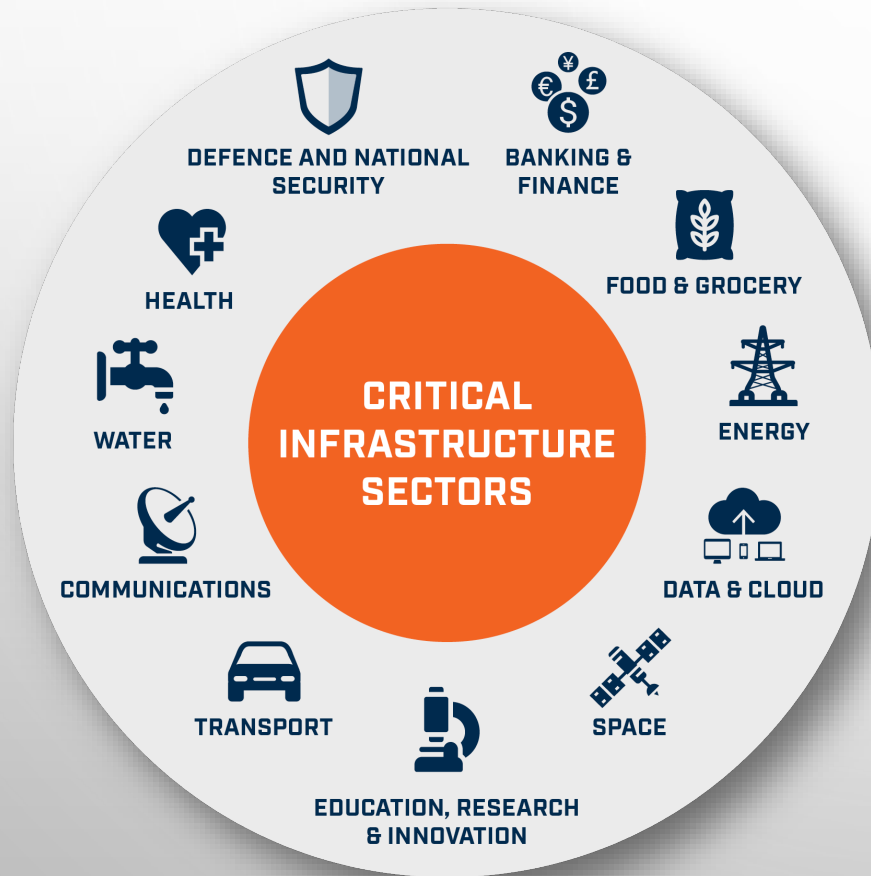 DEFENCE AND NATIONAL
SECURITY
BANKING &
FINANCE
¥
€
£
$
FOOD & GROCERY
HEALTH
ENERGY
WATER
CRITICAL
INFRASTRUCTURE
SECTORS
DATA & CLOUD
COMMUNICATIONS
SPACE
TRANSPORT
EDUCATION, RESEARCH
& INNOVATION